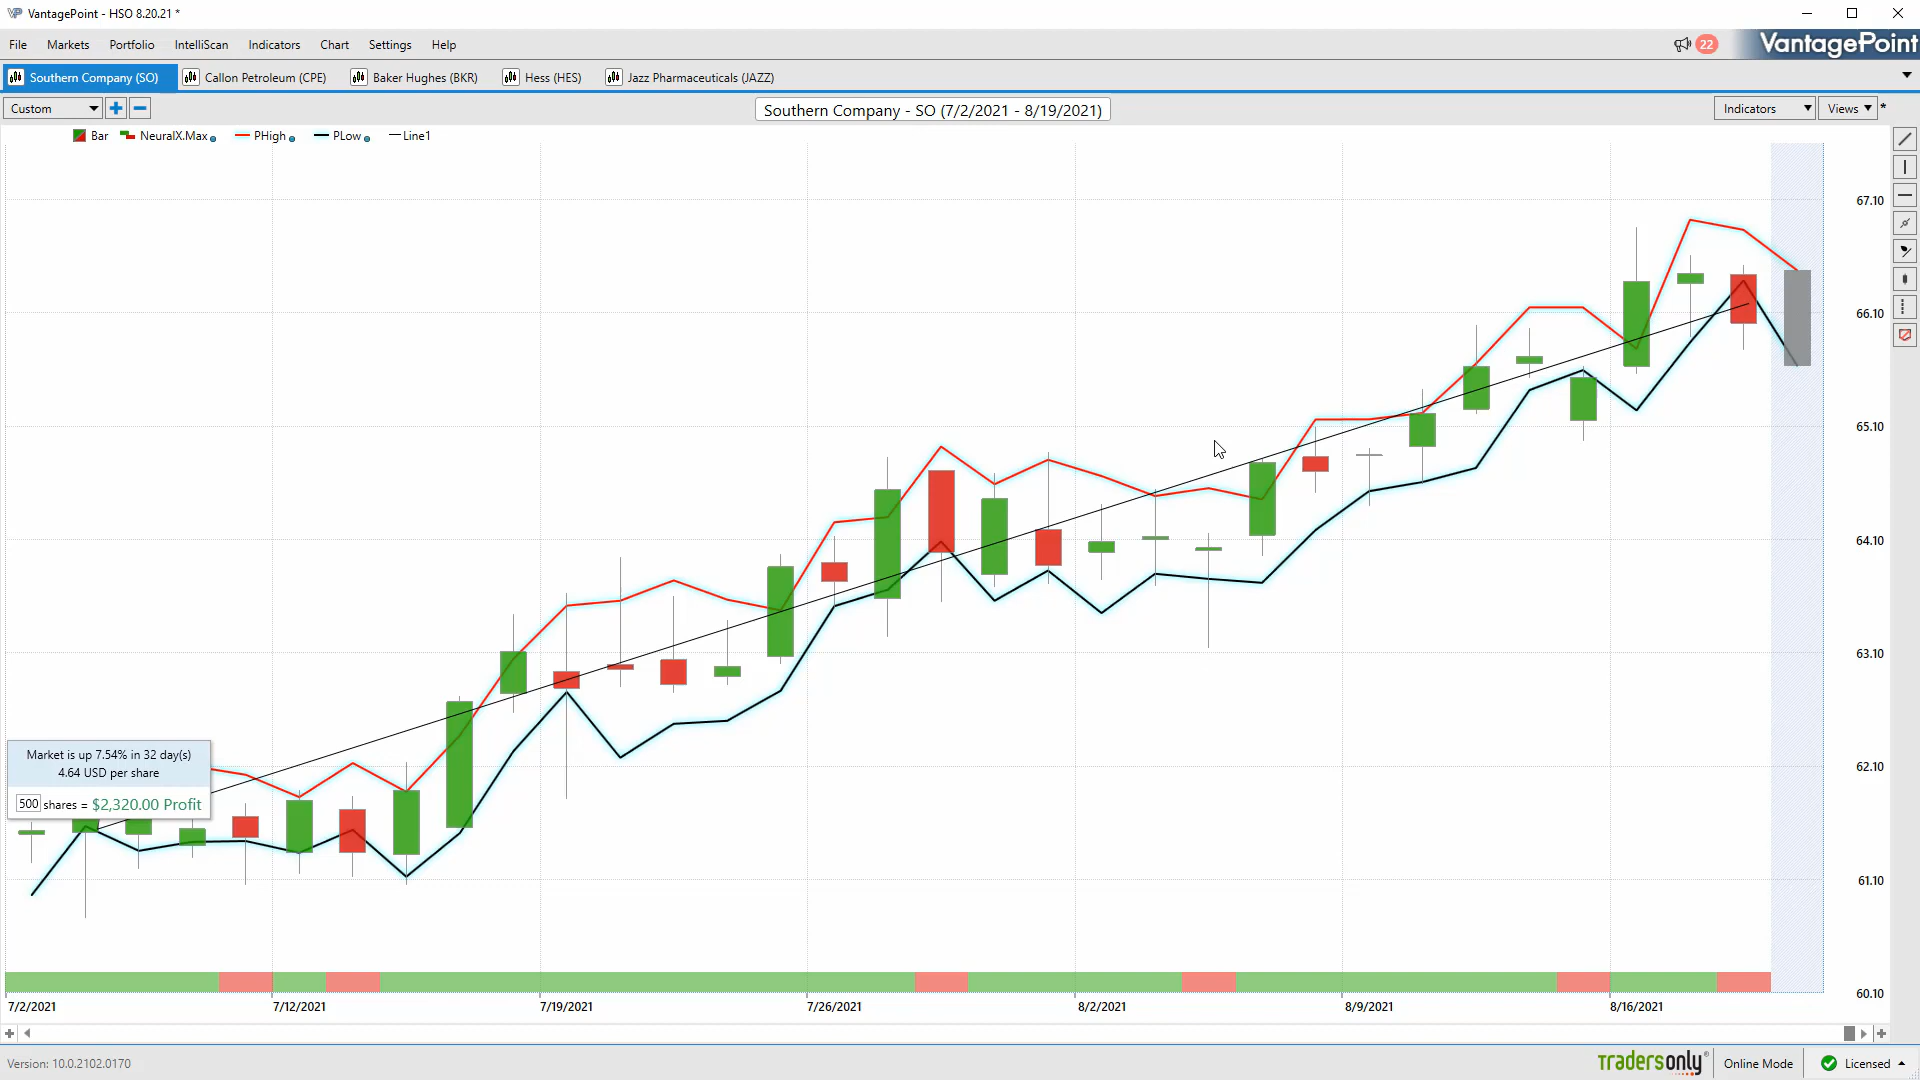 VantagePoint - HSO 8.20.21 *
File Markets Portfolio IntelliScan Indicators Chart Settings Help
22
VantagePoint
Southern Company (SO) Callon Petroleum (CPE) Baker Hughes (BKR) Hess (HES) Jazz Pharmaceuticals (JAZZ)
Custom
Southern Company - SO (7/2/2021 - 8/19/2021)
Indicators Views *
Bar NeuralX.Max PHigh PLow Line1
67.10
66.10
65.10
64.10
63.10
62.10
61.10
60.10
Market is up 7.54% in 32 day(s)
4.64 USD per share
500 shares = $2,320.00 Profit
7/2/2021 7/12/2021 7/19/2021 7/26/2021 8/2/2021 8/9/2021 8/16/2021
Version: 10.0.2102.0170
tradersonly
Online Mode
Licensed